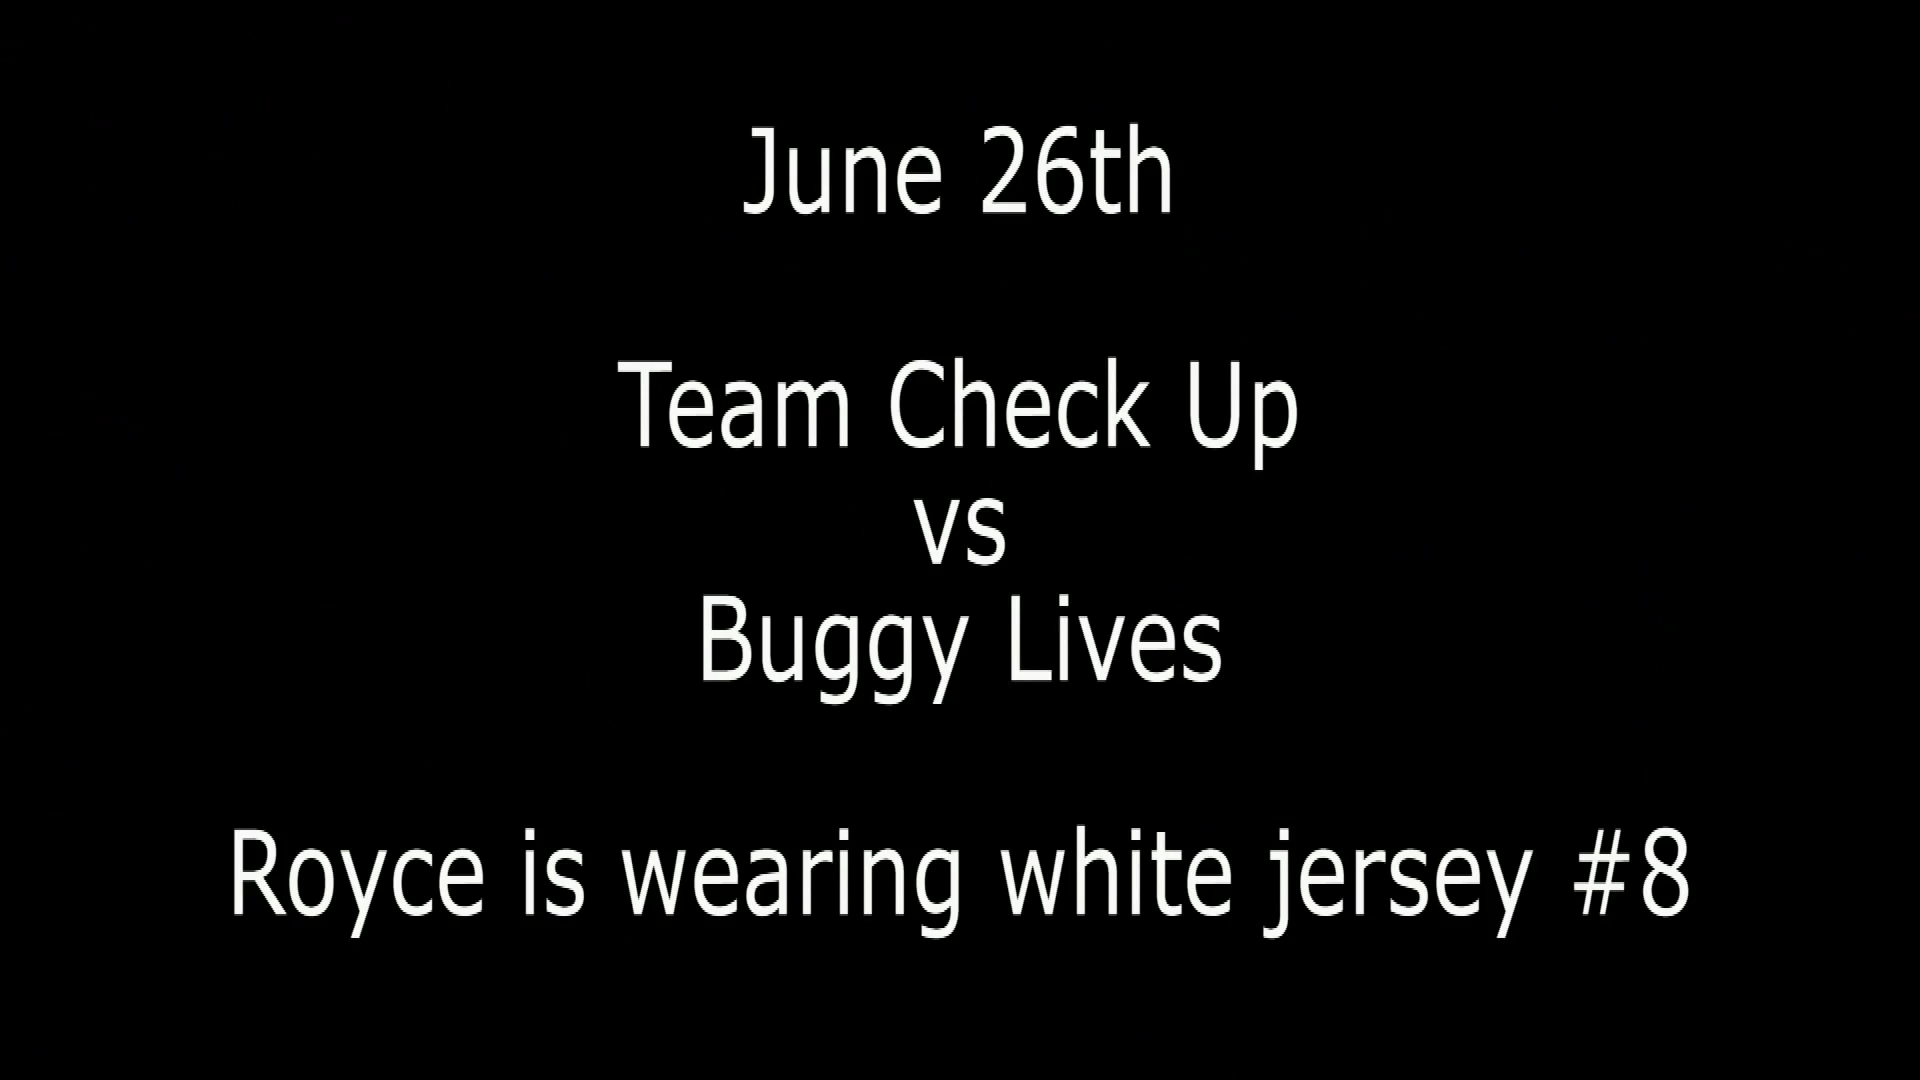 June 26th
Team Check Up
vs
Buggy Lives
Royce is wearing white jersey #8